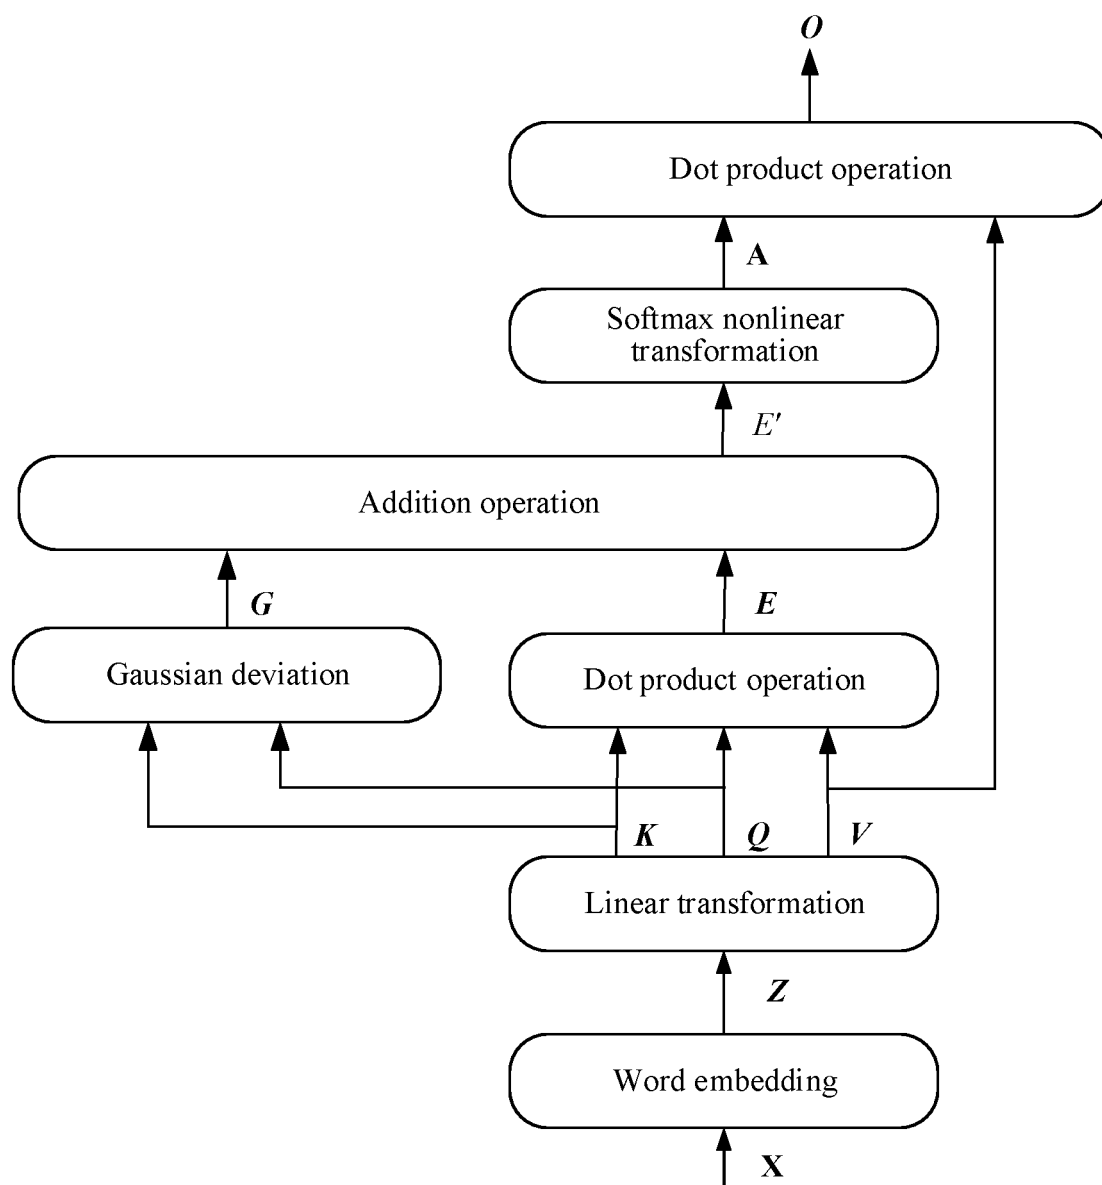 O
Dot product operation
A
Softmax nonlinear
transformation
E'
Addition operation
G
E
Gaussian deviation
Dot product operation
K
Q
V
Linear transformation
Z
Word embedding
X